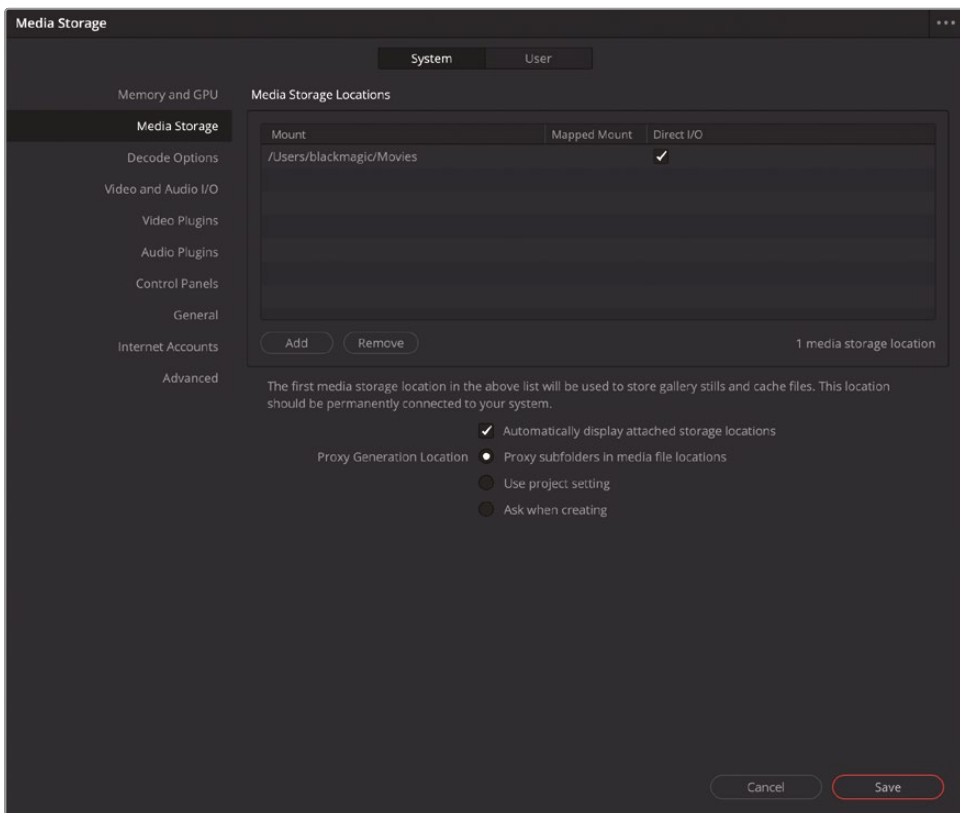 Media Storage
System User
Memory and GPU
Media Storage
Decode Options
Video and Audio I/O
Video Plugins
Audio Plugins
Control Panels
General
Internet Accounts
Advanced
Media Storage Locations
Mount Mapped Mount Direct I/O
/Users/blackmagic/Movies
Add Remove 1 media storage location
The first media storage location in the above list will be used to store gallery stills and cache files. This location
should be permanently connected to your system.
Automatically display attached storage locations
Proxy Generation Location Proxy subfolders in media file locations
Use project setting
Ask when creating
Cancel Save